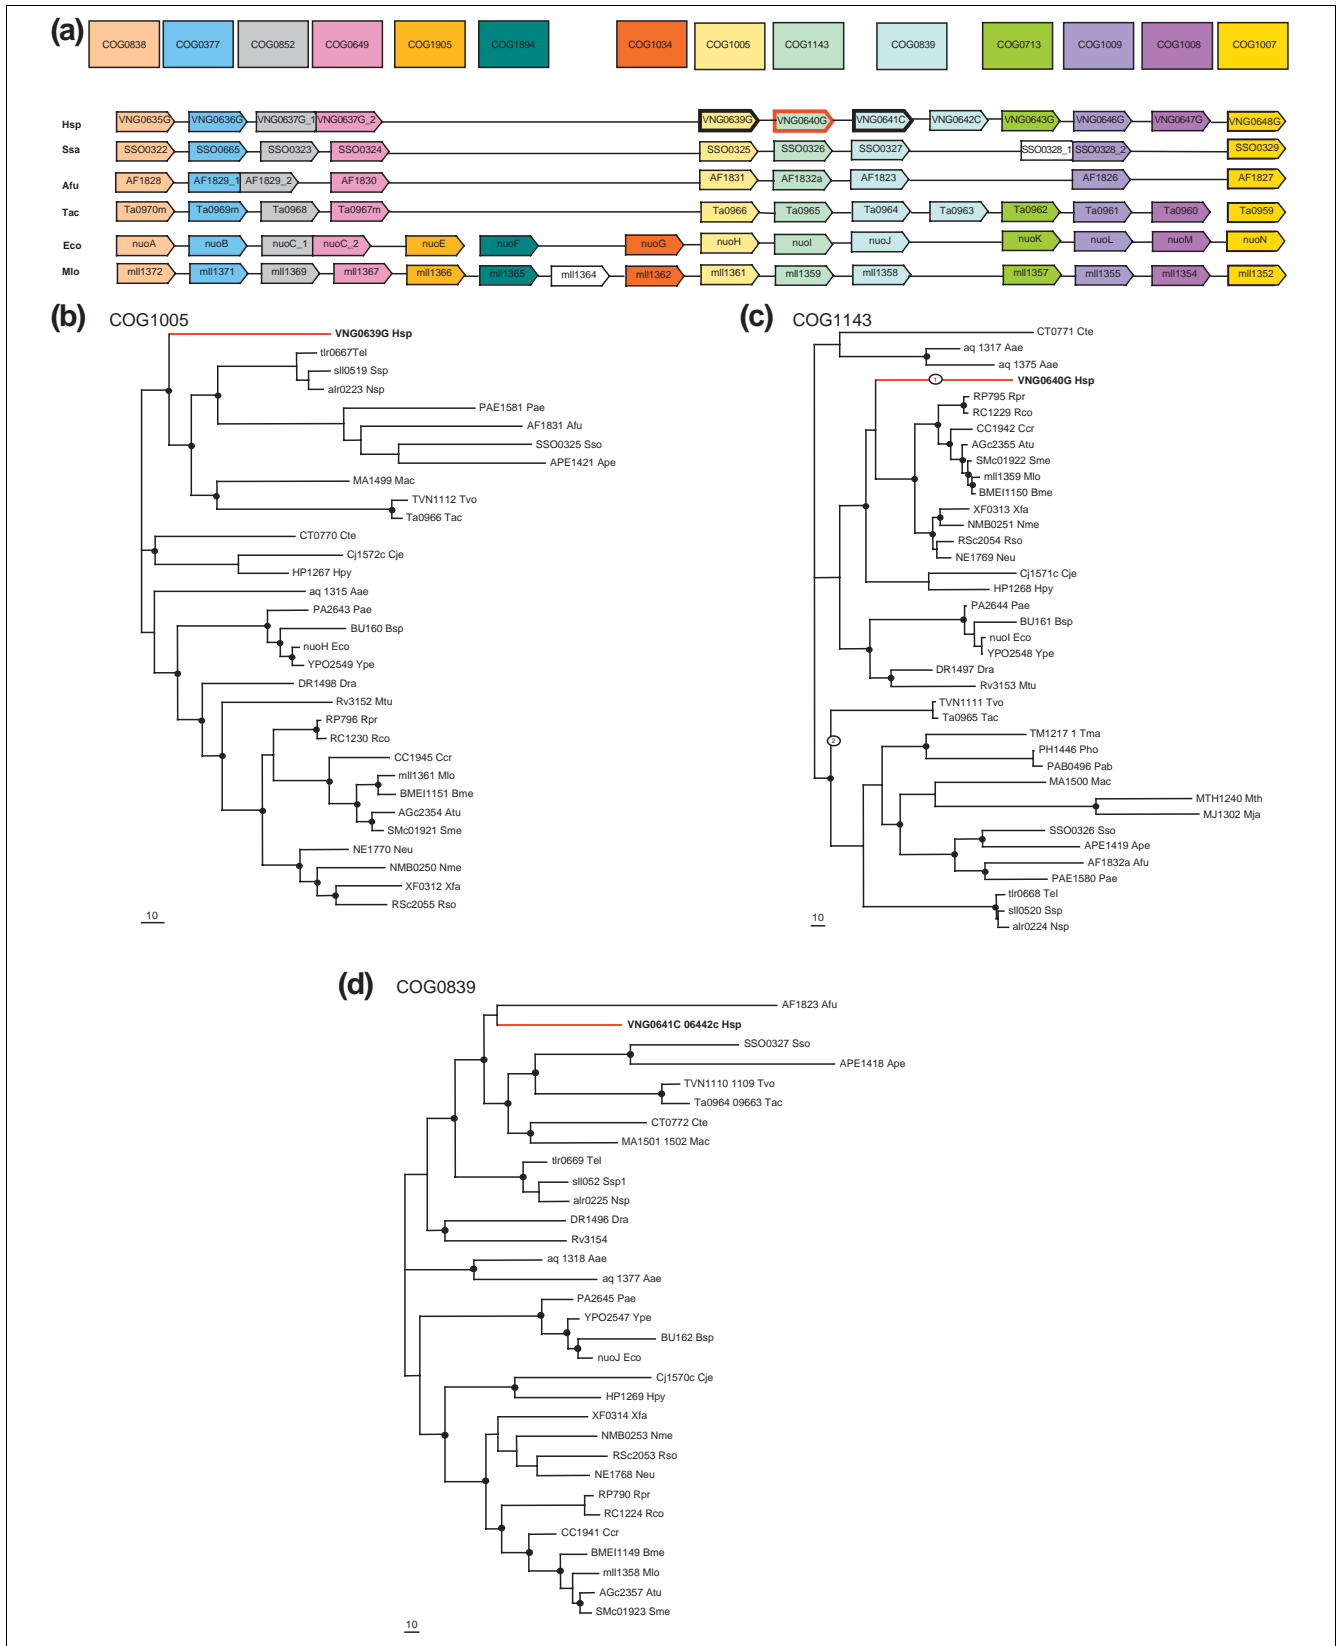 (a)
COG0838 COG0377 COG0852 COG0649 COG1905 COG1894 COG1034 COG1005 COG1143 COG0839 COG0713 COG1009 COG1008 COG1007
Hsp VNG0635G VNG0636G VNG0637G_1 VNG0637G_2 VNG0639G VNG0640G VNG0641C VNG0642C VNG0643G VNG0646G VNG0647G VNG0648G
Ssa SSO0322 SSO0665 SSO0323 SSO0324 SSO0325 SSO0326 SSO0327 SSO0328_1 SSO0328_2 SSO0329
Afu AF1828 AF1829_1 AF1829_2 AF1830 AF1831 AF1832a AF1823 AF1826 AF1827
Tac Ta0970m Ta0969m Ta0968 Ta0967m Ta0966 Ta0965 Ta0964 Ta0963 Ta0962 Ta0961 Ta0960 Ta0959
Eco nuoA nuoB nuoC_1 nuoC_2 nuoE nuoF nuoG nuoH nuoI nuoJ nuoK nuoL nuoM nuoN
Mlo mll1372 mll1371 mll1369 mll1367 mll1366 mll1365 mll1364 mll1362 mll1361 mll1359 mll1358 mll1357 mll1355 mll1354 mll1352
(b) COG1005
VNG0639G Hsp
tlr0667Tel
sll0519 Ssp
alr0223 Nsp
PAE1581 Pae
AF1831 Afu
SSO0325 Sso
APE1421 Ape
MA1499 Mac
TVN1112 Tvo
Ta0966 Tac
CT0770 Cte
Cj1572c Cje
HP1267 Hpy
aq 1315 Aae
PA2643 Pae
BU160 Bsp
nuoH Eco
YPO2549 Ype
DR1498 Dra
Rv3152 Mtu
RP796 Rpr
RC1230 Rco
CC1945 Ccr
mll1361 Mlo
BMEI1151 Bme
AGc2354 Atu
SMc01921 Sme
NE1770 Neu
NMB0250 Nme
XF0312 Xfa
RSc2055 Rso
10
(c) COG1143
CT0771 Cte
aq 1317 Aae
aq 1375 Aae
1
VNG0640G Hsp
RP795 Rpr
RC1229 Rco
CC1942 Ccr
AGc2355 Atu
SMc01922 Sme
mll1359 Mlo
BMEI1150 Bme
XF0313 Xfa
NMB0251 Nme
RSc2054 Rso
NE1769 Neu
Cj1571c Cje
HP1268 Hpy
PA2644 Pae
BU161 Bsp
nuoI Eco
YPO2548 Ype
DR1497 Dra
Rv3153 Mtu
TVN1111 Tvo
Ta0965 Tac
2
TM1217 1 Tma
PH1446 Pho
PAB0496 Pab
MA1500 Mac
MTH1240 Mth
MJ1302 Mja
SSO0326 Sso
APE1419 Ape
AF1832a Afu
PAE1580 Pae
tlr0668 Tel
sll0520 Ssp
alr0224 Nsp
10
(d) COG0839
AF1823 Afu
VNG0641C 06442c Hsp
SSO0327 Sso
APE1418 Ape
TVN1110 1109 Tvo
Ta0964 09663 Tac
CT0772 Cte
MA1501 1502 Mac
tlr0669 Tel
sll052 Ssp1
alr0225 Nsp
DR1496 Dra
Rv3154
aq 1318 Aae
aq 1377 Aae
PA2645 Pae
YPO2547 Ype
BU162 Bsp
nuoJ Eco
Cj1570c Cje
HP1269 Hpy
XF0314 Xfa
NMB0253 Nme
RSc2053 Rso
NE1768 Neu
RP790 Rpr
RC1224 Rco
CC1941 Ccr
BMEI1149 Bme
mll1358 Mlo
AGc2357 Atu
SMc01923 Sme
10